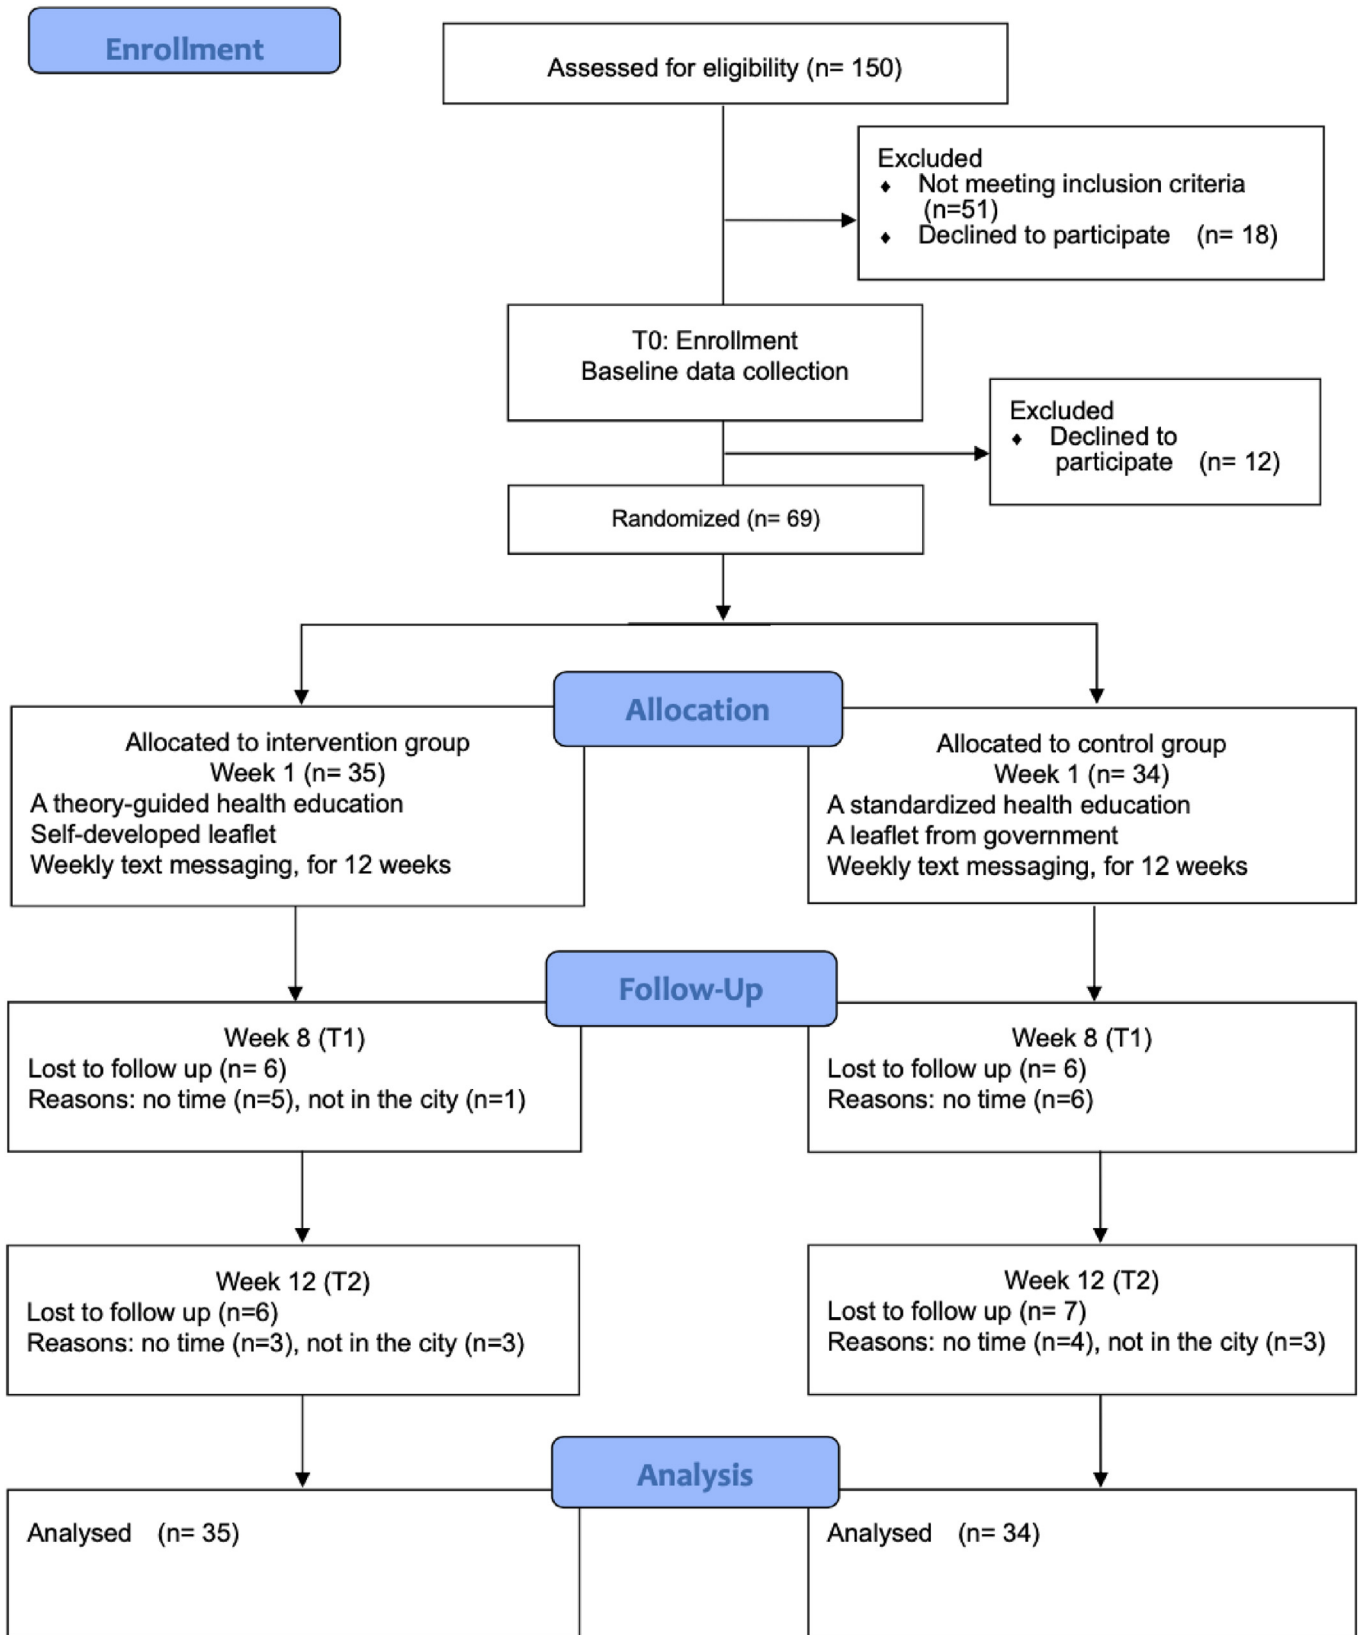 Enrollment
Assessed for eligibility (n= 150)
Excluded
♦ Not meeting inclusion criteria
(n=51)
♦ Declined to participate (n= 18)
T0: Enrollment
Baseline data collection
Excluded
♦ Declined to
participate (n= 12)
Randomized (n= 69)
Allocation
Allocated to intervention group
Week 1 (n= 35)
A theory-guided health education
Self-developed leaflet
Weekly text messaging, for 12 weeks
Allocated to control group
Week 1 (n= 34)
A standardized health education
A leaflet from government
Weekly text messaging, for 12 weeks
Follow-Up
Week 8 (T1)
Lost to follow up (n= 6)
Reasons: no time (n=5), not in the city (n=1)
Week 8 (T1)
Lost to follow up (n= 6)
Reasons: no time (n=6)
Week 12 (T2)
Lost to follow up (n=6)
Reasons: no time (n=3), not in the city (n=3)
Week 12 (T2)
Lost to follow up (n= 7)
Reasons: no time (n=4), not in the city (n=3)
Analysis
Analysed (n= 35)
Analysed (n= 34)